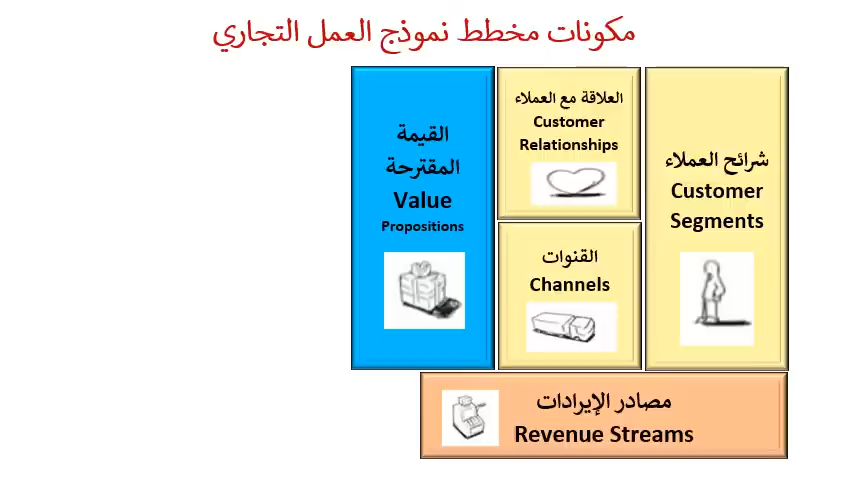 مكونات مخطط نموذج العمل التجاري
شرائح العملاء
Customer
Segments
العلاقة مع العملاء
Customer
Relationships
القنوات
Channels
القيمة
المقترحة
Value
Propositions
مصادر الإيرادات
Revenue Streams